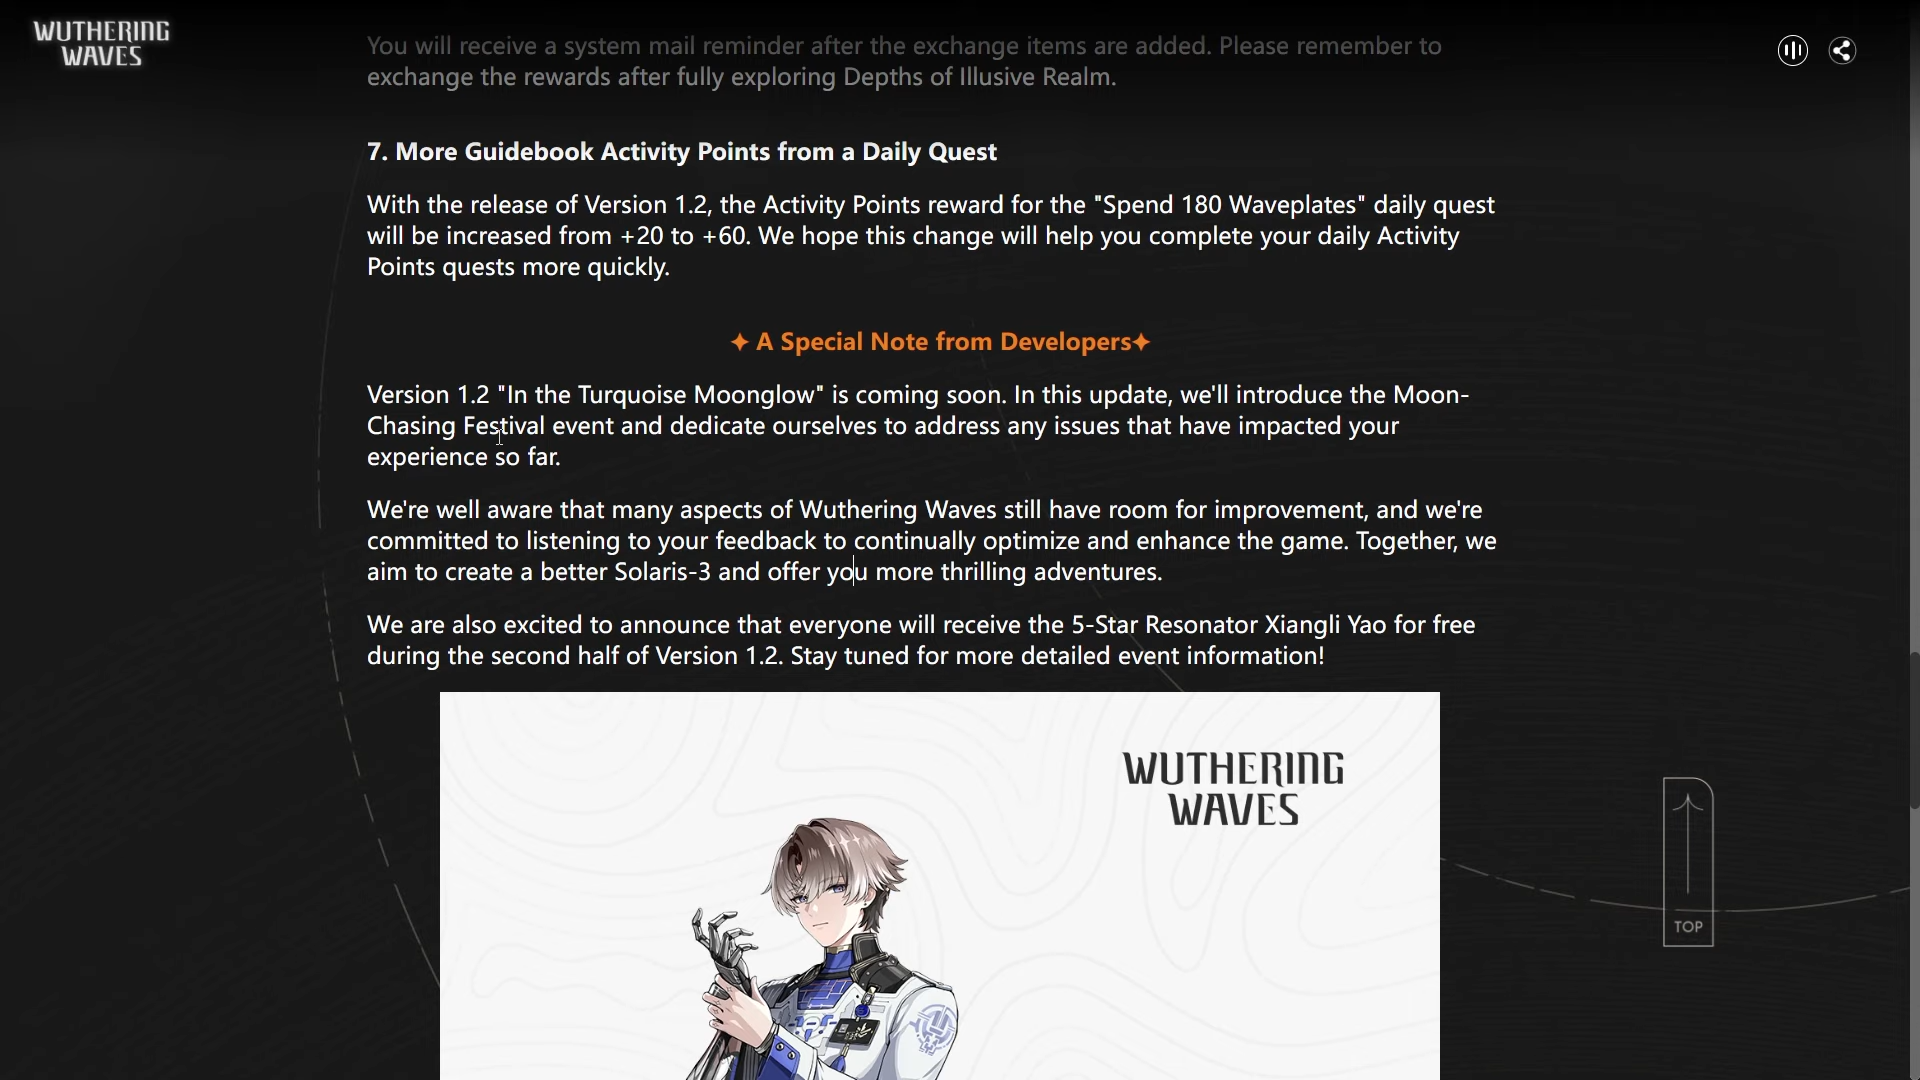 WUTHERING
WAVES
You will receive a system mail reminder after the exchange items are added. Please remember to
exchange the rewards after fully exploring Depths of Illusive Realm.
7. More Guidebook Activity Points from a Daily Quest
With the release of Version 1.2, the Activity Points reward for the "Spend 180 Waveplates" daily quest
will be increased from +20 to +60. We hope this change will help you complete your daily Activity
Points quests more quickly.
✦ A Special Note from Developers✦
Version 1.2 "In the Turquoise Moonglow" is coming soon. In this update, we'll introduce the Moon-
Chasing Festival event and dedicate ourselves to address any issues that have impacted your
experience so far.
We're well aware that many aspects of Wuthering Waves still have room for improvement, and we're
committed to listening to your feedback to continually optimize and enhance the game. Together, we
aim to create a better Solaris-3 and offer you more thrilling adventures.
We are also excited to announce that everyone will receive the 5-Star Resonator Xiangli Yao for free
during the second half of Version 1.2. Stay tuned for more detailed event information!
WUTHERING
WAVES
TOP